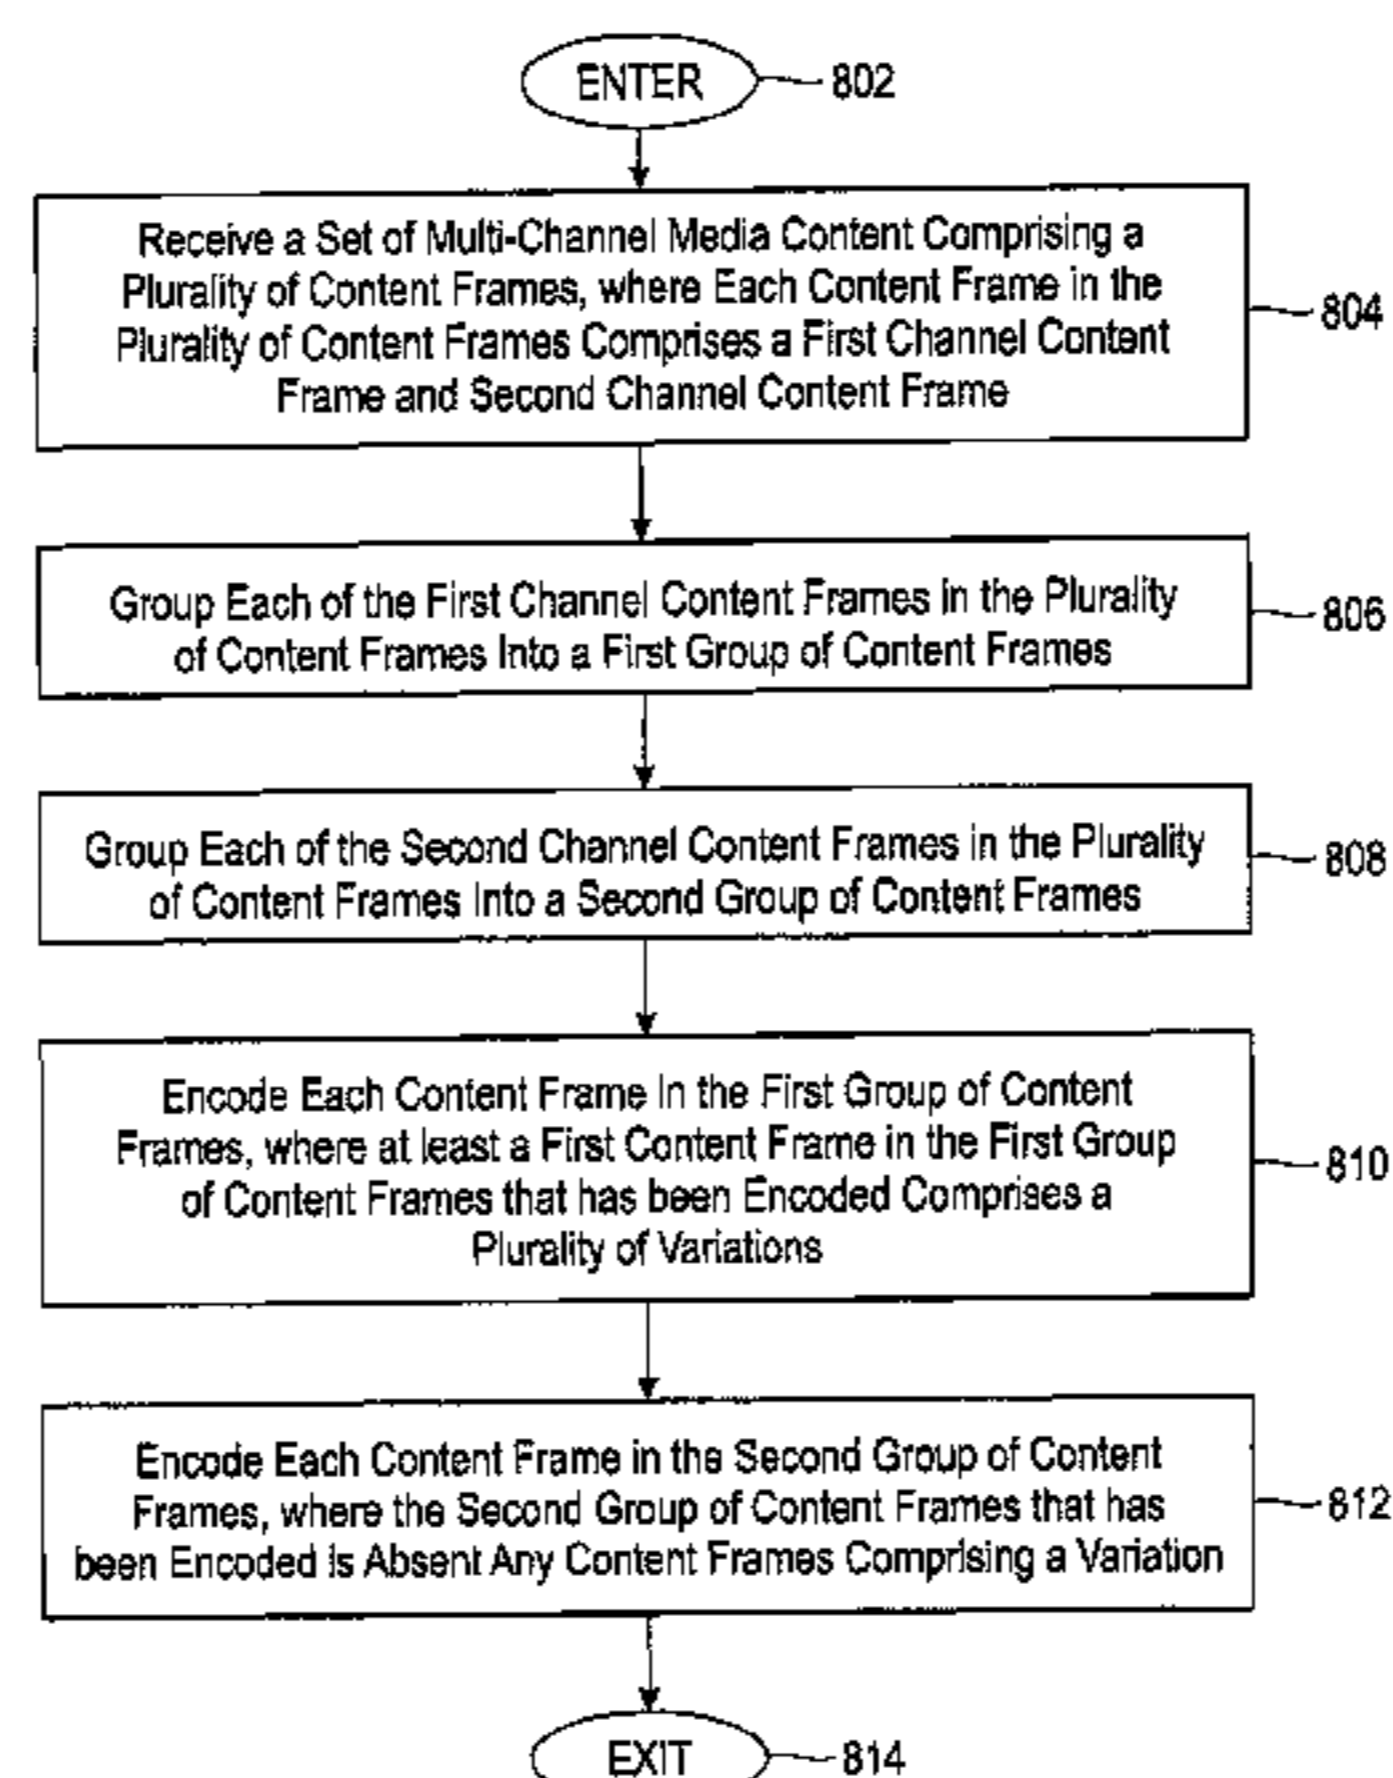 ENTER 802
Receive a Set of Multi-Channel Media Content Comprising a
Plurality of Content Frames, where Each Content Frame in the
Plurality of Content Frames Comprises a First Channel Content
Frame and Second Channel Content Frame
804
Group Each of the First Channel Content Frames in the Plurality
of Content Frames Into a First Group of Content Frames
806
Group Each of the Second Channel Content Frames in the Plurality
of Content Frames Into a Second Group of Content Frames
808
Encode Each Content Frame in the First Group of Content
Frames, where at least a First Content Frame in the First Group
of Content Frames that has been Encoded Comprises a
Plurality of Variations
810
Encode Each Content Frame in the Second Group of Content
Frames, where the Second Group of Content Frames that has
been Encoded is Absent Any Content Frames Comprising a Variation
812
EXIT 814